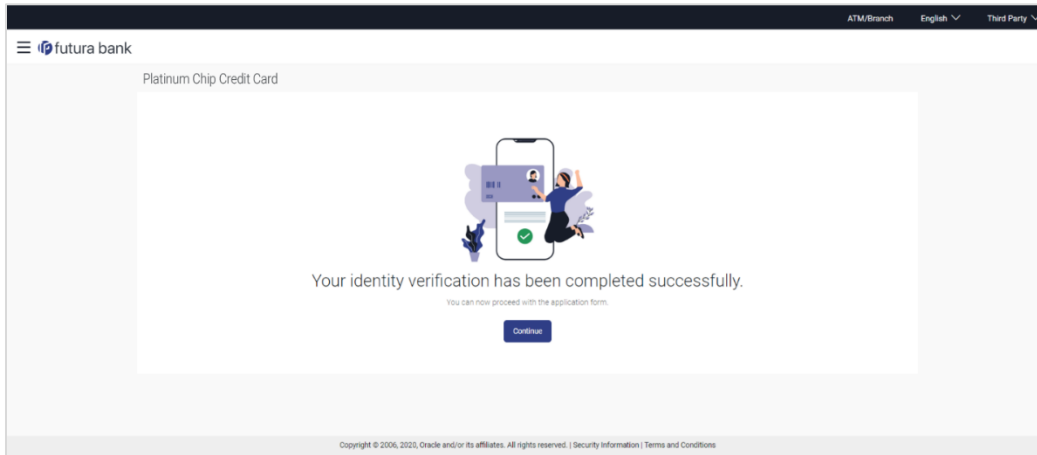 ATM/Branch English Third Party
futura bank
Platinum Chip Credit Card
Your identity verification has been completed successfully.
You can now proceed with the application form.
Continue
Copyright © 2006, 2020, Oracle and/or its affiliates. All rights reserved. | Security Information | Terms and Conditions